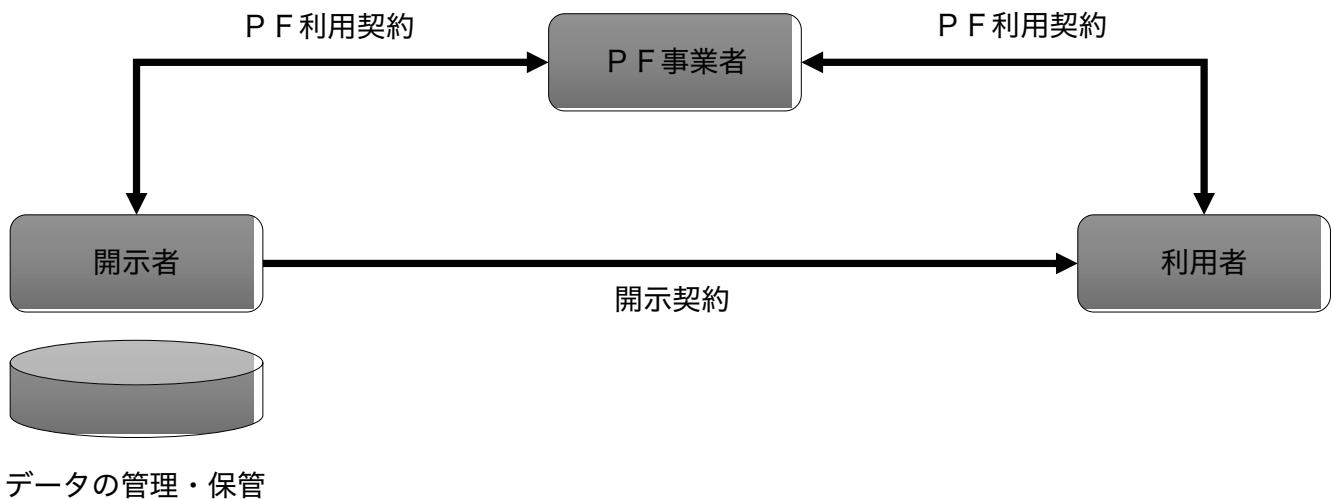 ＰＦ利用契約
ＰＦ利用契約
ＰＦ事業者
開示者
利用者
開示契約
データの管理・保管